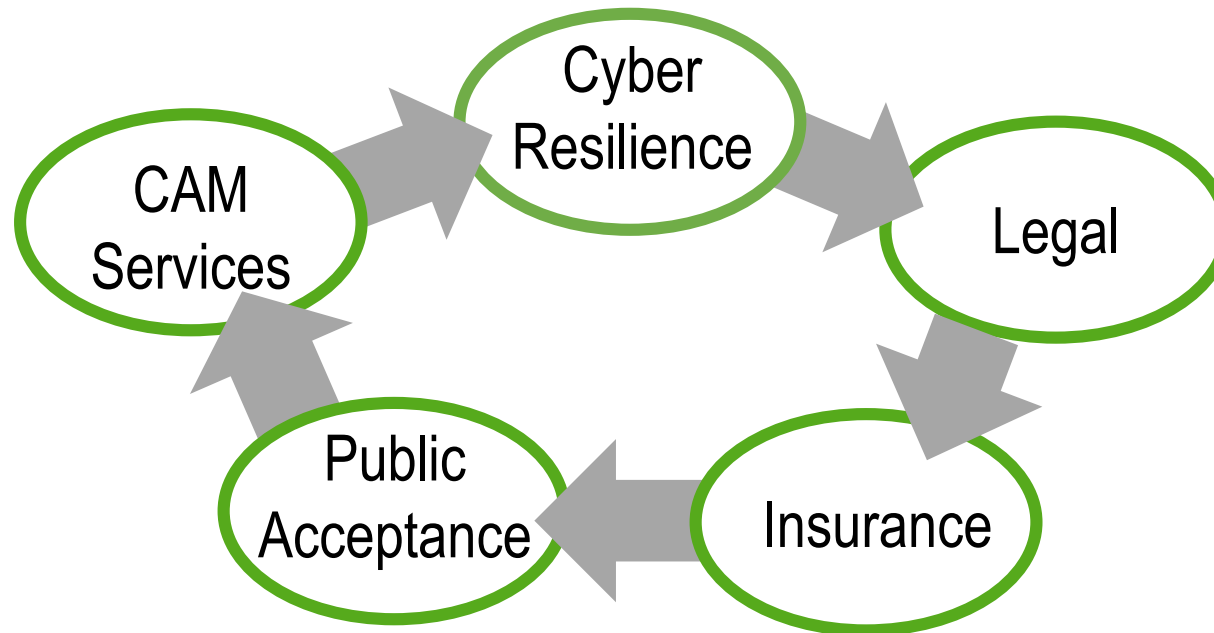 Cyber
Resilience
CAM
Services
Legal
Public
Acceptance
Insurance